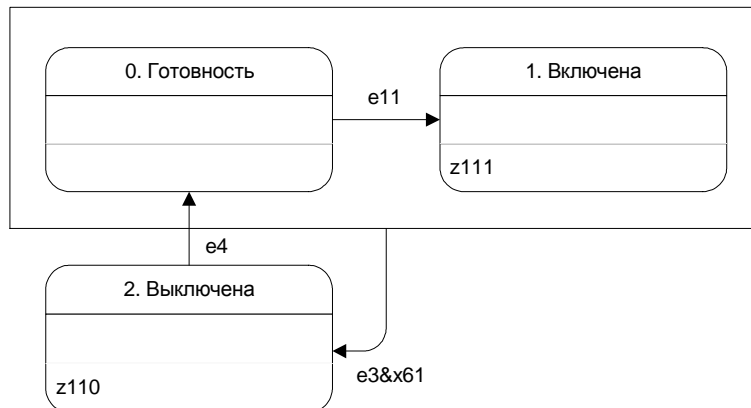 0. Готовность
1. Включена
e11
z111
e4
2. Выключена
e3&x61
z110